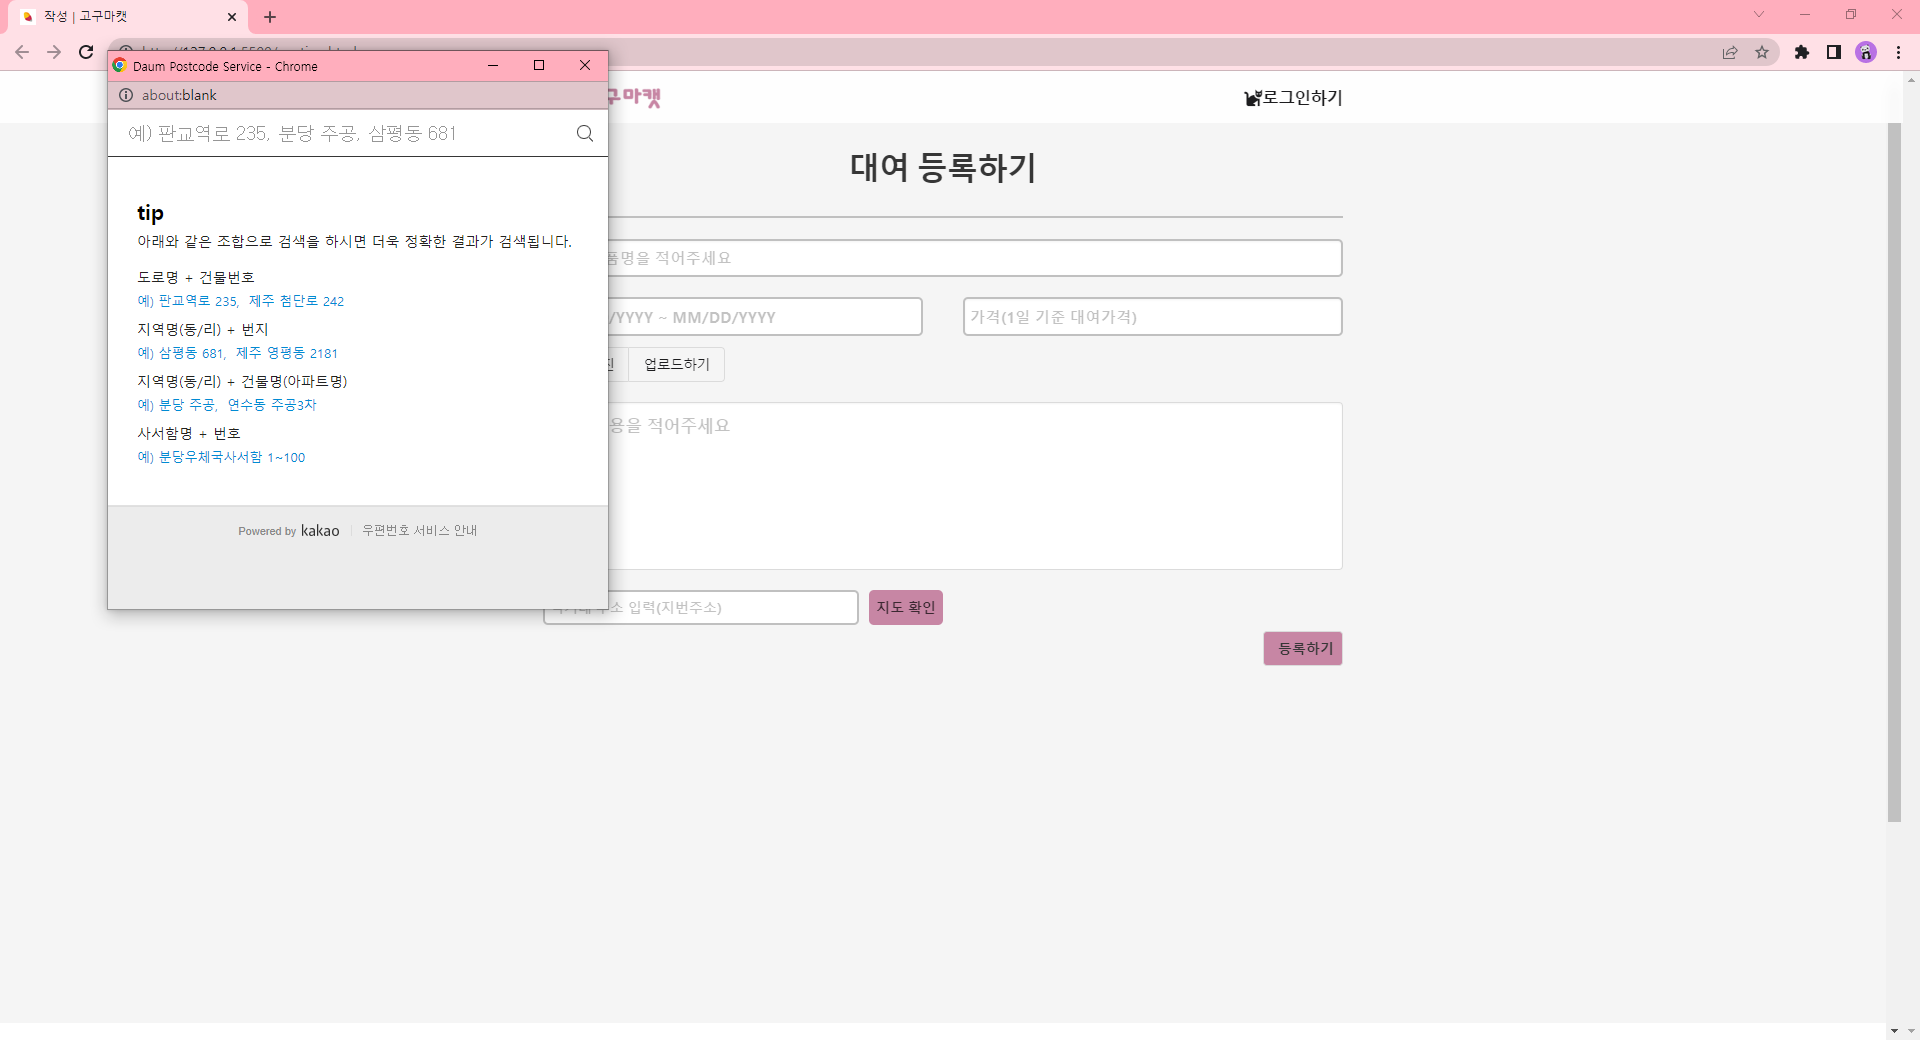 작성 | 고구마캣
Daum Postcode Service - Chrome
about:blank
예) 판교역로 235, 분당 주공, 삼평동 681
tip
아래와 같은 조합으로 검색을 하시면 더욱 정확한 결과가 검색됩니다.
도로명 + 건물번호
예) 판교역로 235, 제주 첨단로 242
지역명(동/리) + 번지
예) 삼평동 681, 제주 영평동 2181
지역명(동/리) + 건물명(아파트명)
예) 분당 주공, 연수동 주공3차
사서함명 + 번호
예) 분당우체국사서함 1~100
Powered by kakao | 우편번호 서비스 안내
구마캣
로그인하기
대여 등록하기
품명을 적어주세요
/YYYY ~ MM/DD/YYYY
가격(1일 기준 대여가격)
진
업로드하기
용을 적어주세요
주소 입력(지번주소)
지도 확인
등록하기